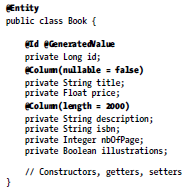 @Entity
public class Book {
@Id @GeneratedValue
private Long id;
@Column(nullable = false)
private String title;
private Float price;
@Column(length = 2000)
private String description;
private String isbn;
private Integer nbOfPage;
private Boolean illustrations;
// Constructors, getters, setters
}